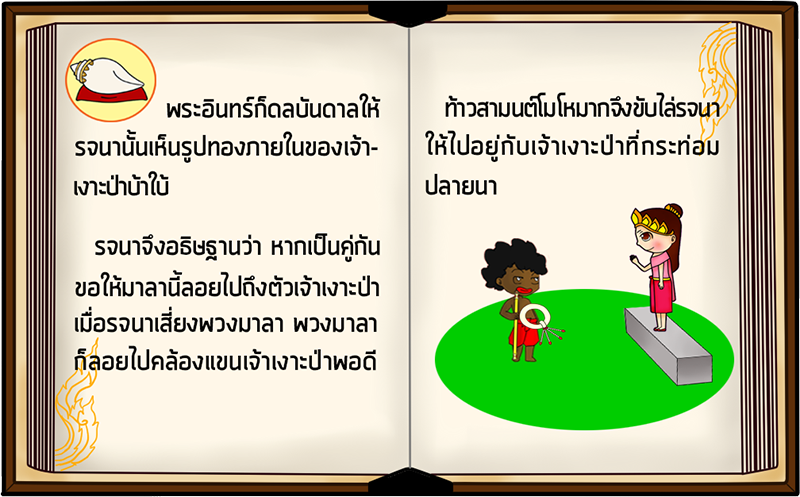 พระอินทร์ก็ดลบันดาลให้
รจนานั้นเห็นรูปทองภายในของเจ้า-
เงาะป่าบ้าใบ้
รจนาจึงอธิษฐานว่า หากเป็นคู่กัน
ขอให้มาลานี้ลอยไปถึงตัวเจ้าเงาะป่า
เมื่อรจนาเสี่ยงพวงมาลา พวงมาลา
ก็ลอยไปคล้องแขนเจ้าเงาะป่าพอดี
ท้าวสามนต์โมโหมากจึงขับไล่รจนา
ให้ไปอยู่กับเจ้าเงาะป่าที่กระท่อม
ปลายนา